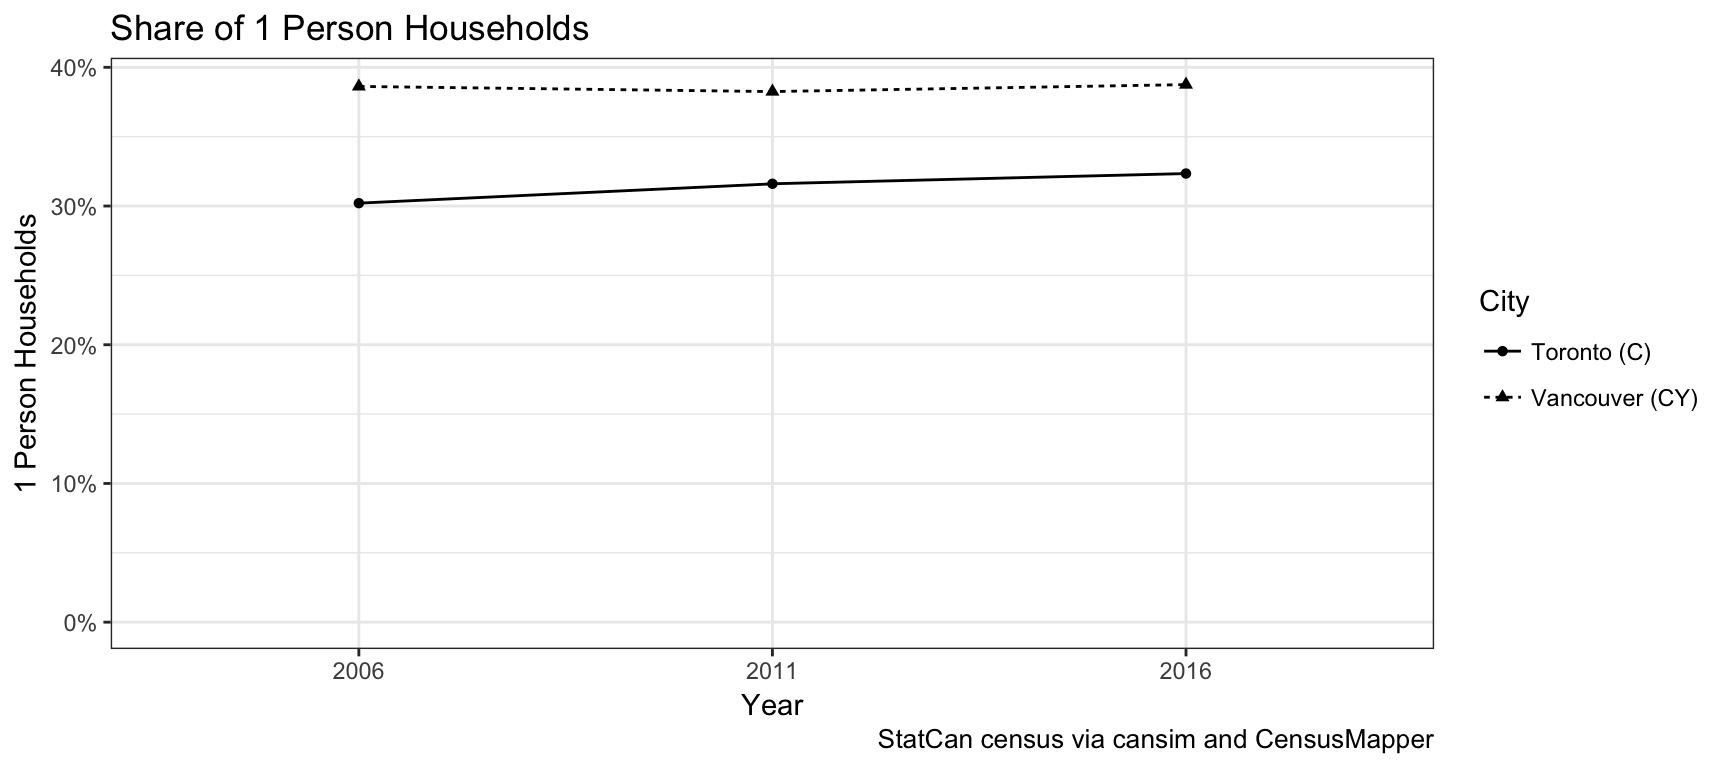 Share of 1 Person Households
40%
30%
20%
10%
0%
1 Person Households
2006
2011
2016
Year
City
Toronto (C)
Vancouver (CY)
StatCan census via cansim and CensusMapper